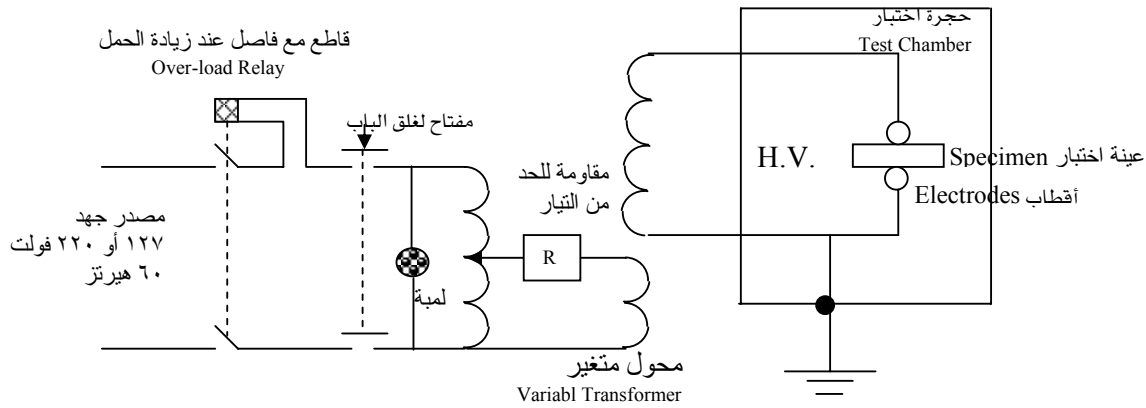 حجرة اختبار
Test Chamber
قاطع مع فاصل عند زيادة الحمل
Over-load Relay
مفتاح لغلق الباب
H.V.
عينة اختبار Specimen
أقطاب Electrodes
مقاومة للحد
من التيار
مصدر جهد
١٢٧ أو ٢٢٠ فولت
٦٠ هيرتز
R
لمبة
محول متغير
Variabl Transformer